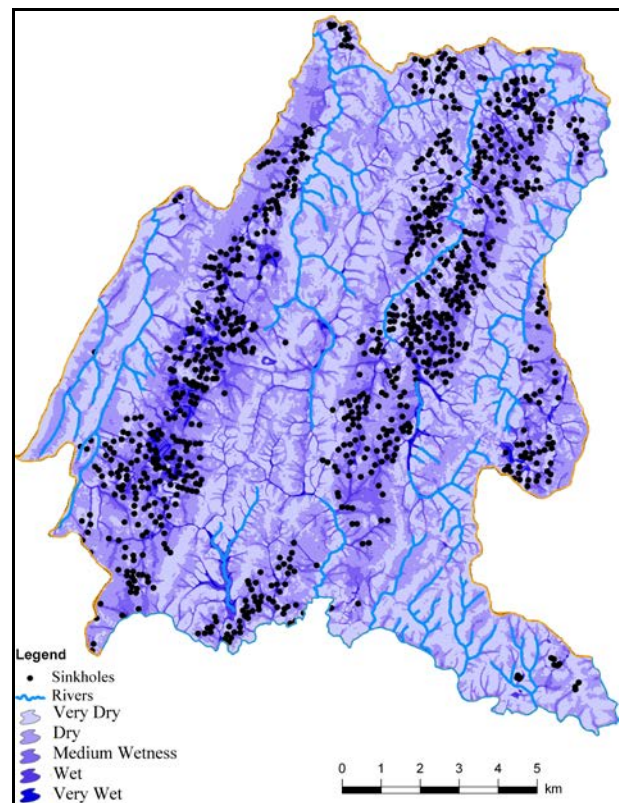 Legend
Sinkholes
Rivers
Very Dry
Dry
Medium Wetness
Wet
Very Wet
0 1 2 3 4 5
km